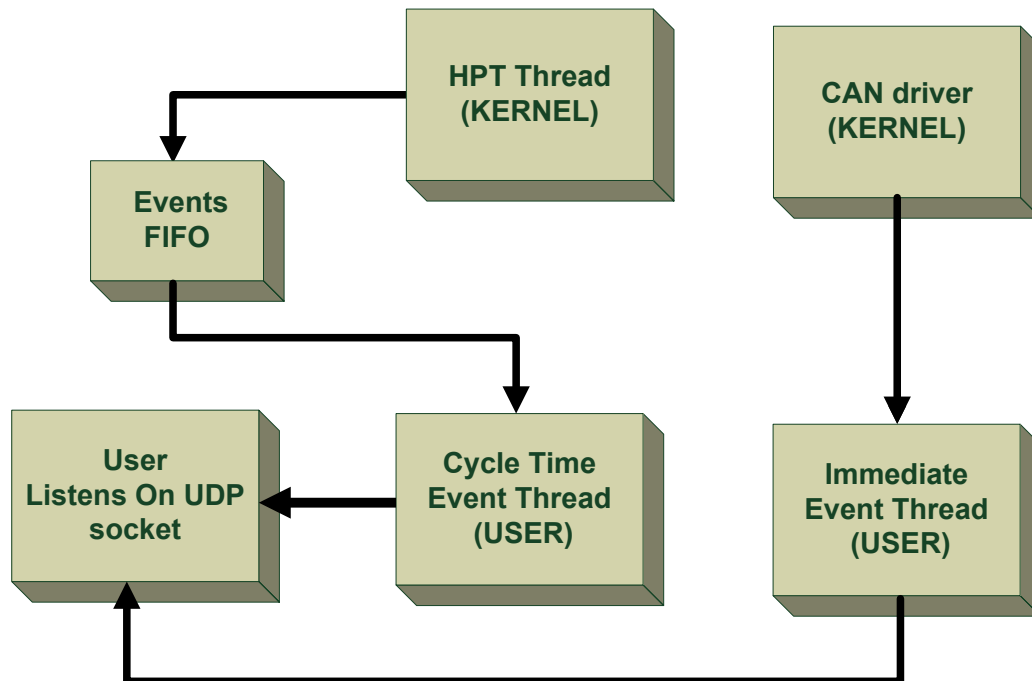 HPT Thread
(KERNEL)
CAN driver
(KERNEL)
Events
FIFO
User
Listens On UDP
socket
Cycle Time
Event Thread
(USER)
Immediate
Event Thread
(USER)